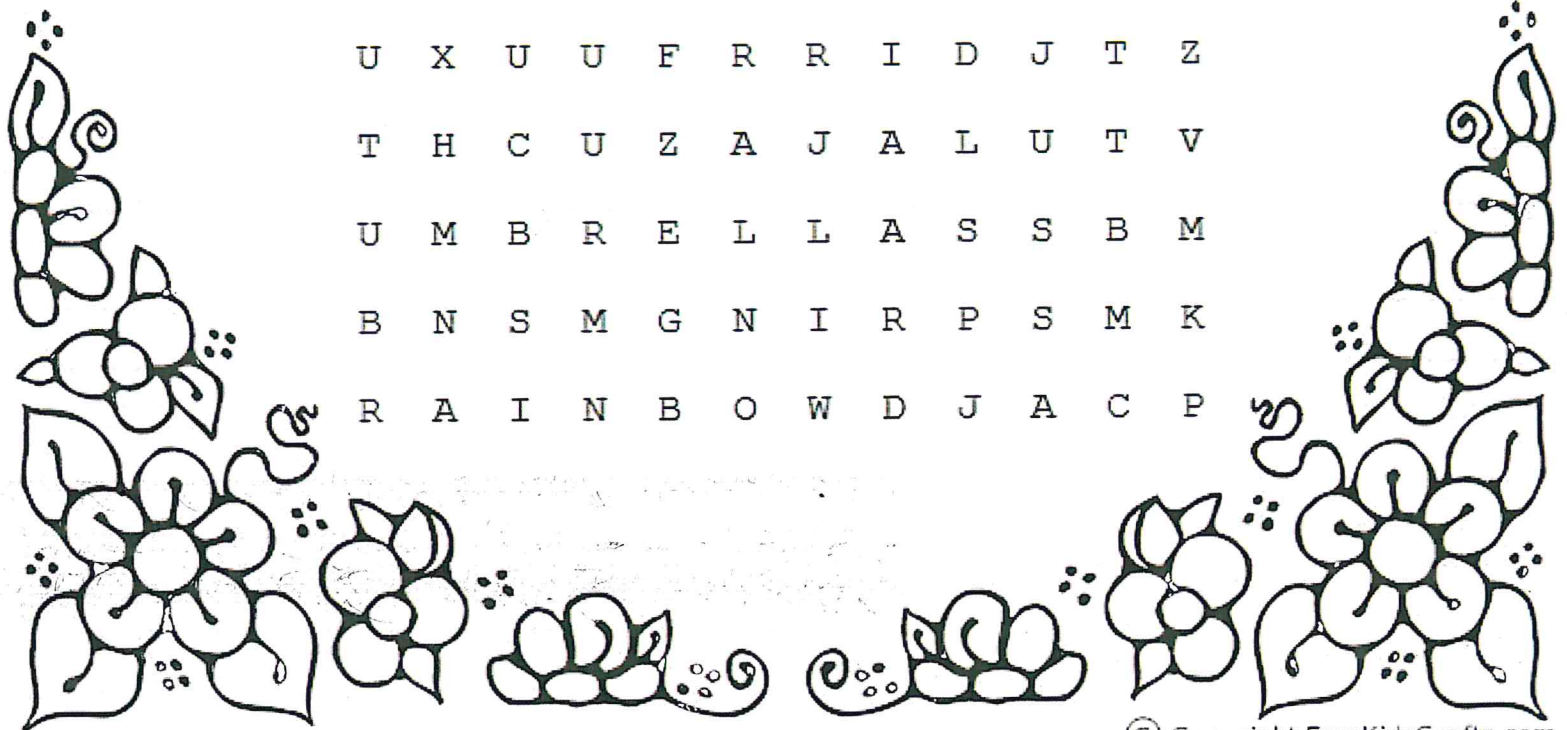 U X U U F R R I D J T Z
T H C U Z A J A L U T V
U M B R E L L A S S B M
B N S M G N I R P S M K
R A I N B O W D J A C P